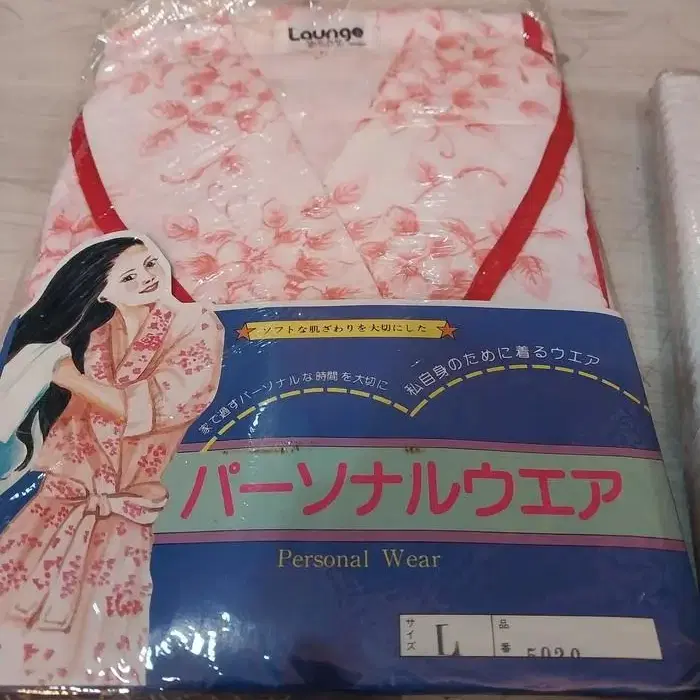 Lounge
ソフトな肌ざわりを大切にした
家で過すパーソナルな時間を大切に
私自身のために着るウエア
パーソナルウエア
Personal Wear
サイズ L 品番 5020